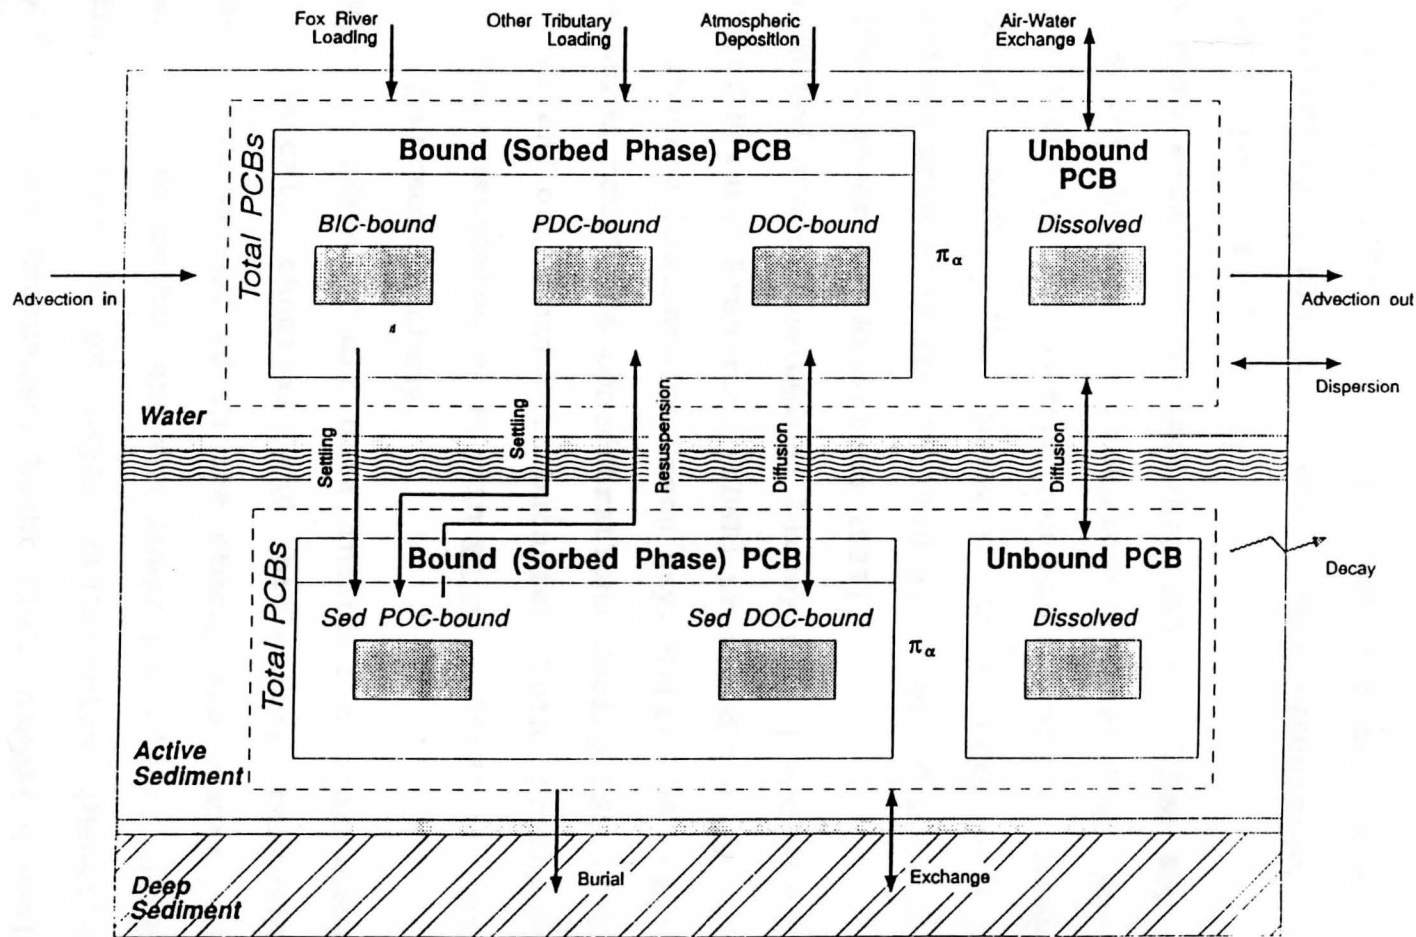 Fox River
Loading
Other Tributary
Loading
Atmospheric
Deposition
Air-Water
Exchange
Total PCBs
Bound (Sorbed Phase) PCB
Unbound
PCB
BIC-bound
PDC-bound
DOC-bound
Dissolved
πα
Advection in
Advection out
Dispersion
Water
Settling
Settling
Resuspension
Diffusion
Diffusion
Total PCBs
Bound (Sorbed Phase) PCB
Unbound PCB
Decay
Sed POC-bound
Sed DOC-bound
Dissolved
πα
Active
Sediment
Deep
Sediment
Burial
Exchange